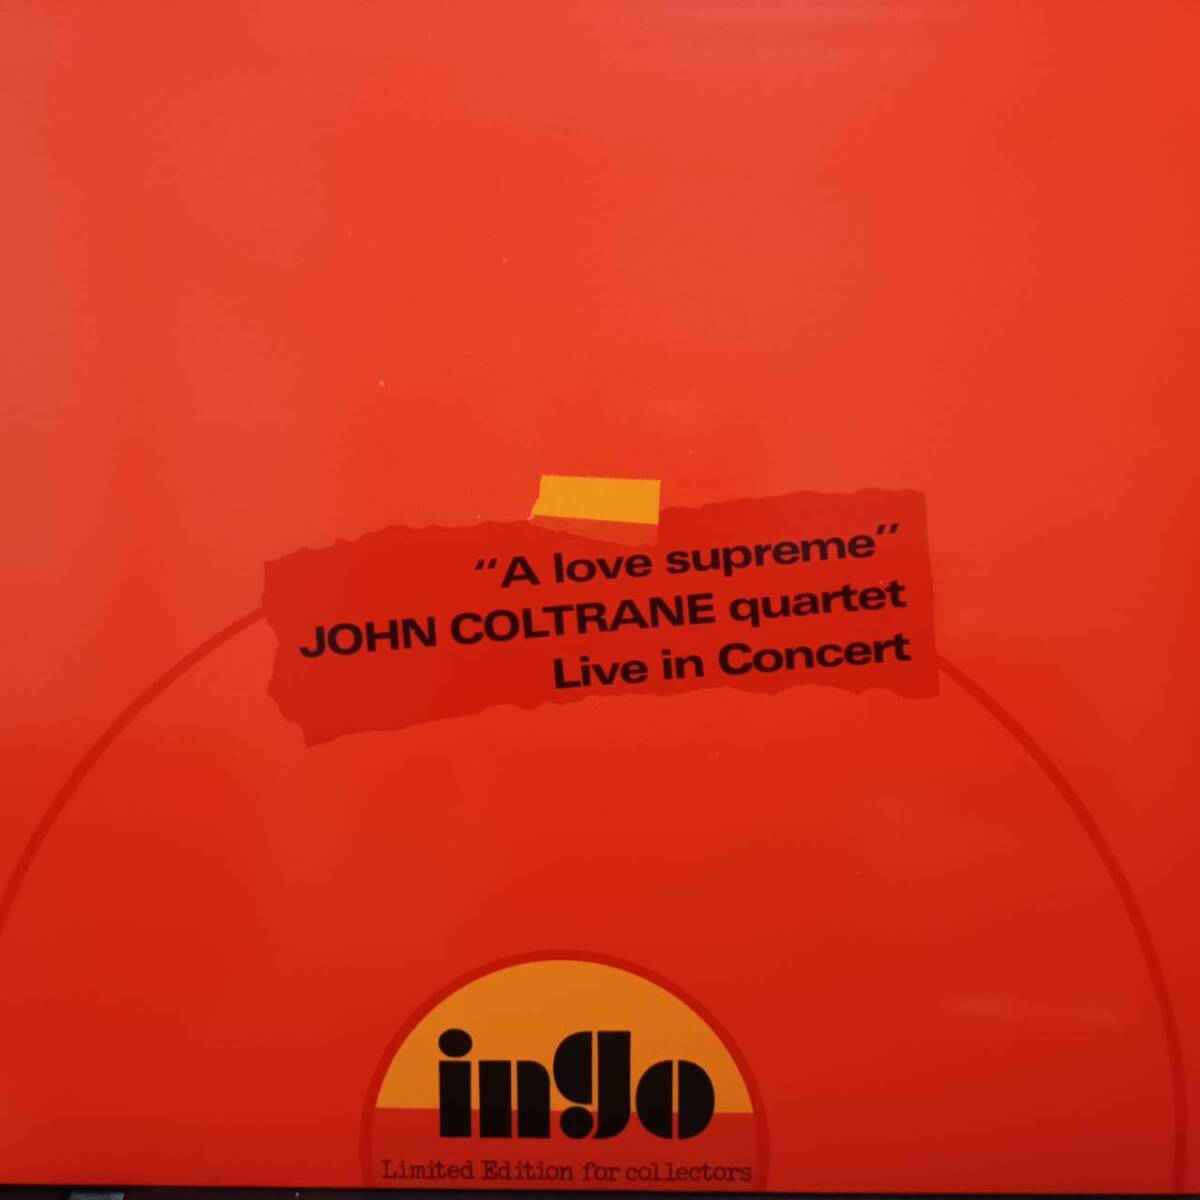 “A love supreme”
JOHN COLTRANE quartet
Live in Concert
ingo
Limited Edition for collectors